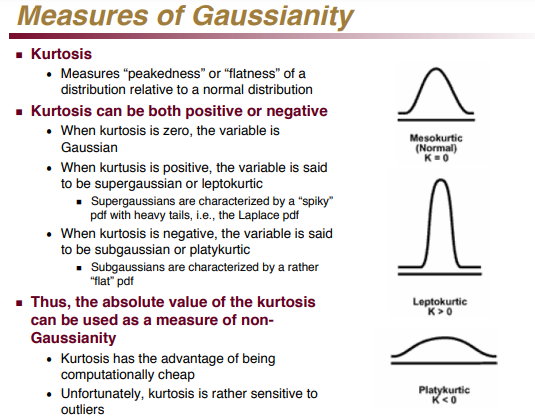 Measures of Gaussianity
▪ Kurtosis
• Measures “peakedness” or “flatness” of a
distribution relative to a normal distribution
▪ Kurtosis can be both positive or negative
• When kurtosis is zero, the variable is
Gaussian
• When kurtusis is positive, the variable is said
to be supergaussian or leptokurtic
▪ Supergaussians are characterized by a “spiky”
pdf with heavy tails, i.e., the Laplace pdf
• When kurtosis is negative, the variable is said
to be subgaussian or platykurtic
▪ Subgaussians are characterized by a rather
“flat” pdf
▪ Thus, the absolute value of the kurtosis
can be used as a measure of non-
Gaussianity
• Kurtosis has the advantage of being
computationally cheap
• Unfortunately, kurtosis is rather sensitive to
outliers
Mesokurtic
(Normal)
K = 0
Leptokurtic
K > 0
Platykurtic
K < 0